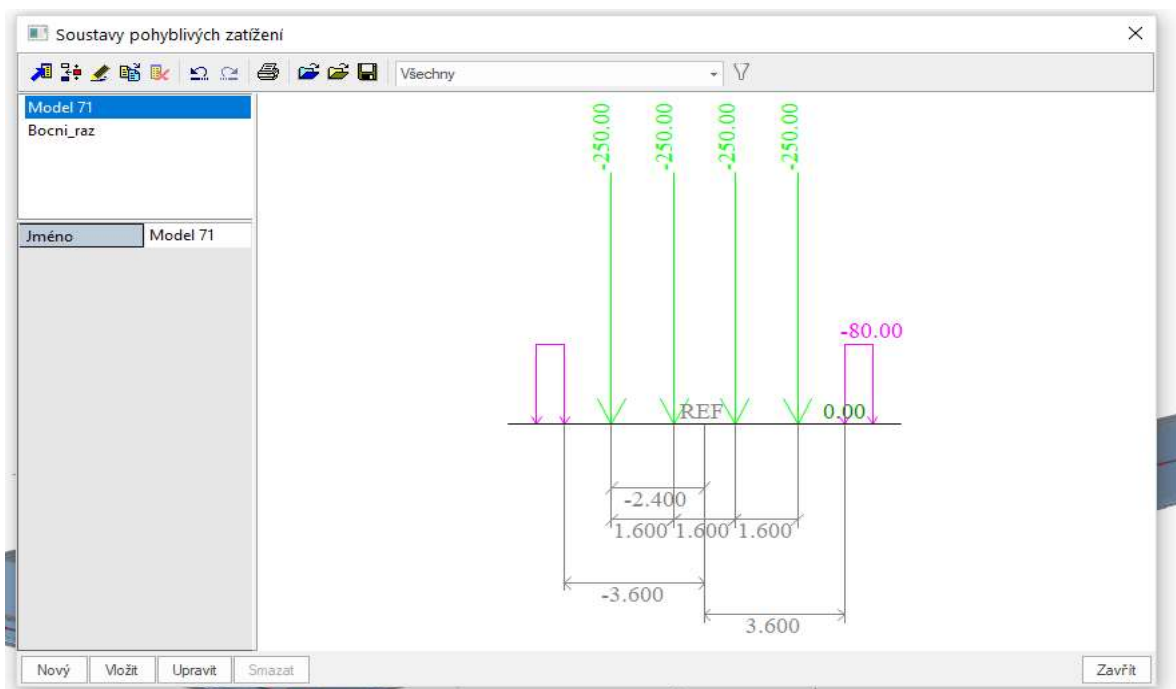 Soustavy pohyblivých zatížení
Všechny
Model 71
Bocni_raz
Jméno Model 71
-250.00 -250.00 -250.00 -250.00
-80.00
REF 0.00
-2.400
1.600 1.600 1.600
-3.600
3.600
Nový Vložit Upravit Smazat Zavřít